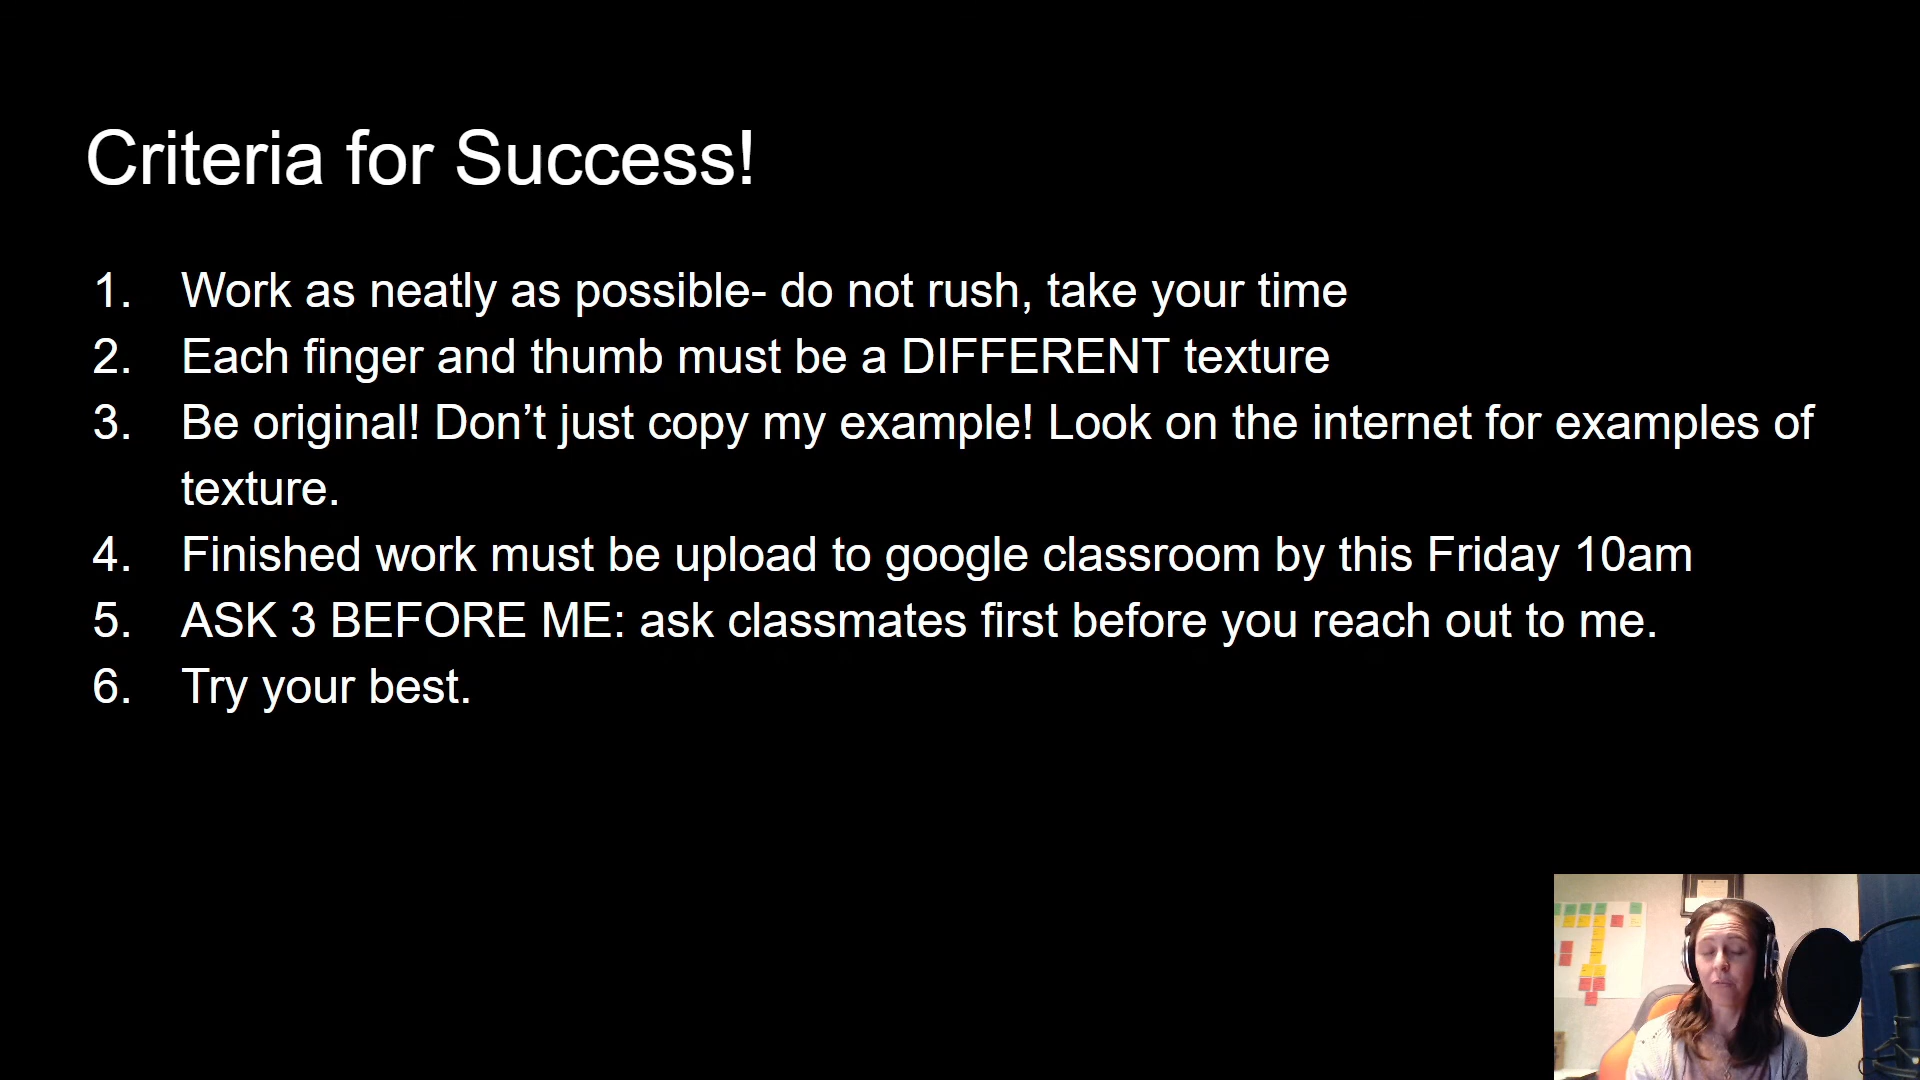 Criteria for Success!
1. Work as neatly as possible- do not rush, take your time
2. Each finger and thumb must be a DIFFERENT texture
3. Be original! Don’t just copy my example! Look on the internet for examples of
texture.
4. Finished work must be upload to google classroom by this Friday 10am
5. ASK 3 BEFORE ME: ask classmates first before you reach out to me.
6. Try your best.